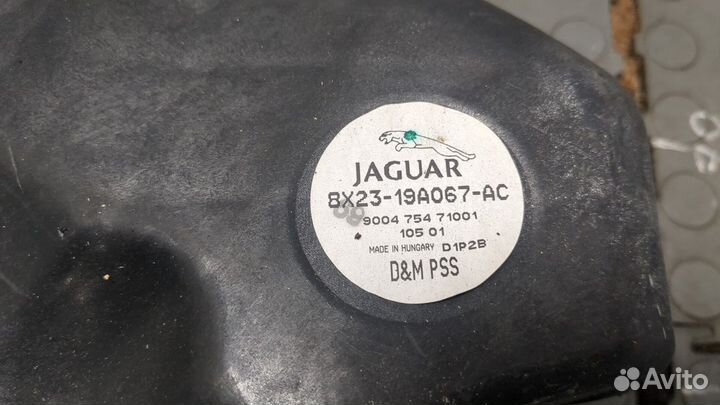 JAGUAR
8X23-19A067-AC
9004 754 71001
105 01
MADE IN HUNGARY D1P2B
D&M PSS
Avito